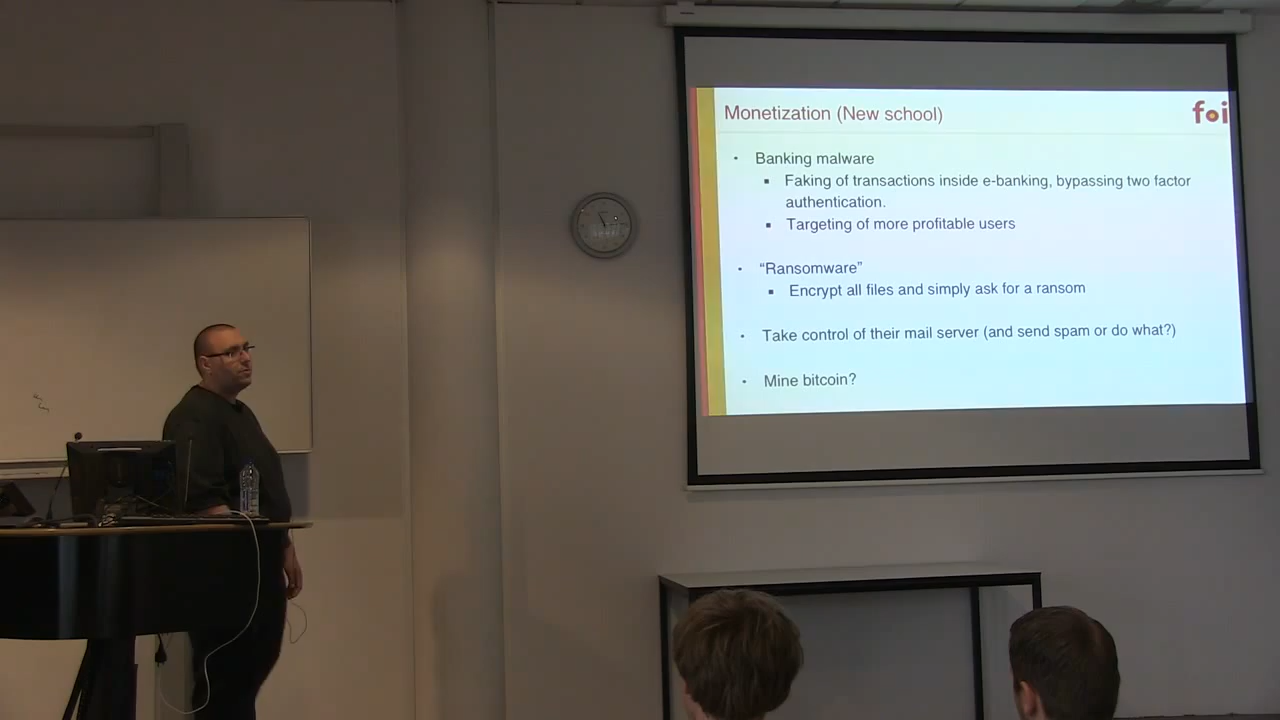 Monetization (New school)
foi
Banking malware
Faking of transactions inside e-banking, bypassing two factor
authentication.
Targeting of more profitable users
“Ransomware”
Encrypt all files and simply ask for a ransom
Take control of their mail server (and send spam or do what?)
Mine bitcoin?